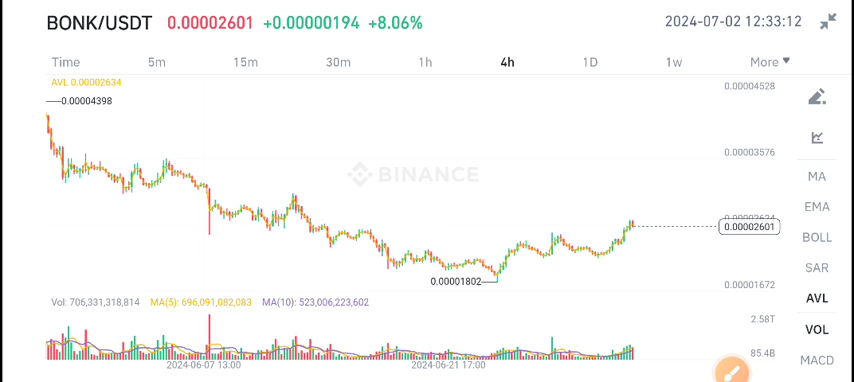 BONK/USDT 0.00002601 +0.00000194 +8.06% 2024-07-02 12:33:12
Time 5m 15m 30m 1h 4h 1D 1w More
AVL 0.00002634
0.00004528
0.00004398
MA
0.00003576
BINANCE
EMA
0.00002624
0.00002601
BOLL
SAR
0.00001802
0.00001672
AVL
Vol: 706,331,318,814 MA(5): 696,091,082,083 MA(10): 523,006,223,602
2.58T
VOL
85.4B
MACD
2024-06-07 13:00 2024-06-21 17:00